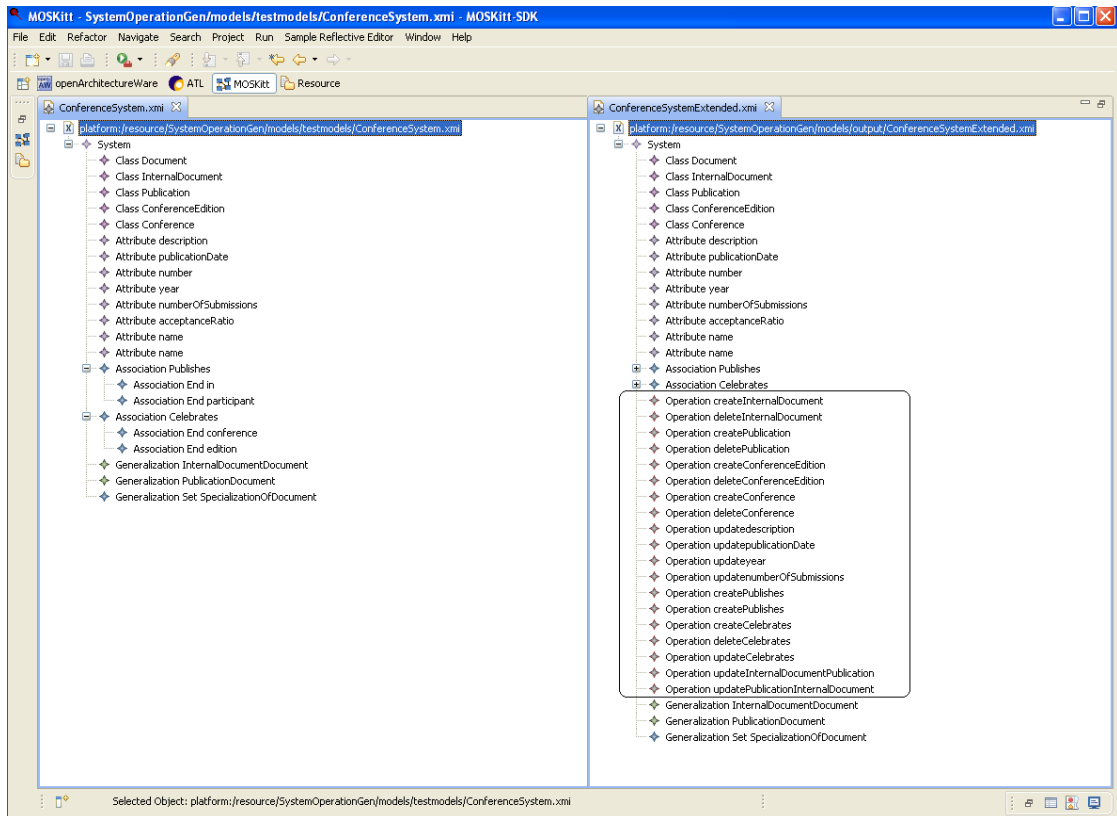 MOSKitt - SystemOperationGen/models/testmodels/ConferenceSystem.xmi - MOSKitt-SDK
File Edit Refactor Navigate Search Project Run Sample Reflective Editor Window Help
openArchitectureWare ATL MOSKitt Resource
ConferenceSystem.xmi
platform:/resource/SystemOperationGen/models/testmodels/ConferenceSystem.xmi
System
Class Document
Class InternalDocument
Class Publication
Class ConferenceEdition
Class Conference
Attribute description
Attribute publicationDate
Attribute number
Attribute year
Attribute numberOfSubmissions
Attribute acceptanceRatio
Attribute name
Attribute name
Association Publishes
Association End in
Association End participant
Association Celebrates
Association End conference
Association End edition
Generalization InternalDocumentDocument
Generalization PublicationDocument
Generalization Set SpecializationOfDocument
ConferenceSystemExtended.xmi
platform:/resource/SystemOperationGen/models/output/ConferenceSystemExtended.xmi
System
Class Document
Class InternalDocument
Class Publication
Class ConferenceEdition
Class Conference
Attribute description
Attribute publicationDate
Attribute number
Attribute year
Attribute numberOfSubmissions
Attribute acceptanceRatio
Attribute name
Attribute name
Association Publishes
Association Celebrates
Operation createInternalDocument
Operation deleteInternalDocument
Operation createPublication
Operation deletePublication
Operation createConferenceEdition
Operation deleteConferenceEdition
Operation createConference
Operation deleteConference
Operation updatedescription
Operation updatepublicationDate
Operation updateyear
Operation updatenumberOfSubmissions
Operation createPublishes
Operation createPublishes
Operation createCelebrates
Operation deleteCelebrates
Operation updateCelebrates
Operation updateInternalDocumentPublication
Operation updatePublicationInternalDocument
Generalization InternalDocumentDocument
Generalization PublicationDocument
Generalization Set SpecializationOfDocument
Selected Object: platform:/resource/SystemOperationGen/models/testmodels/ConferenceSystem.xmi